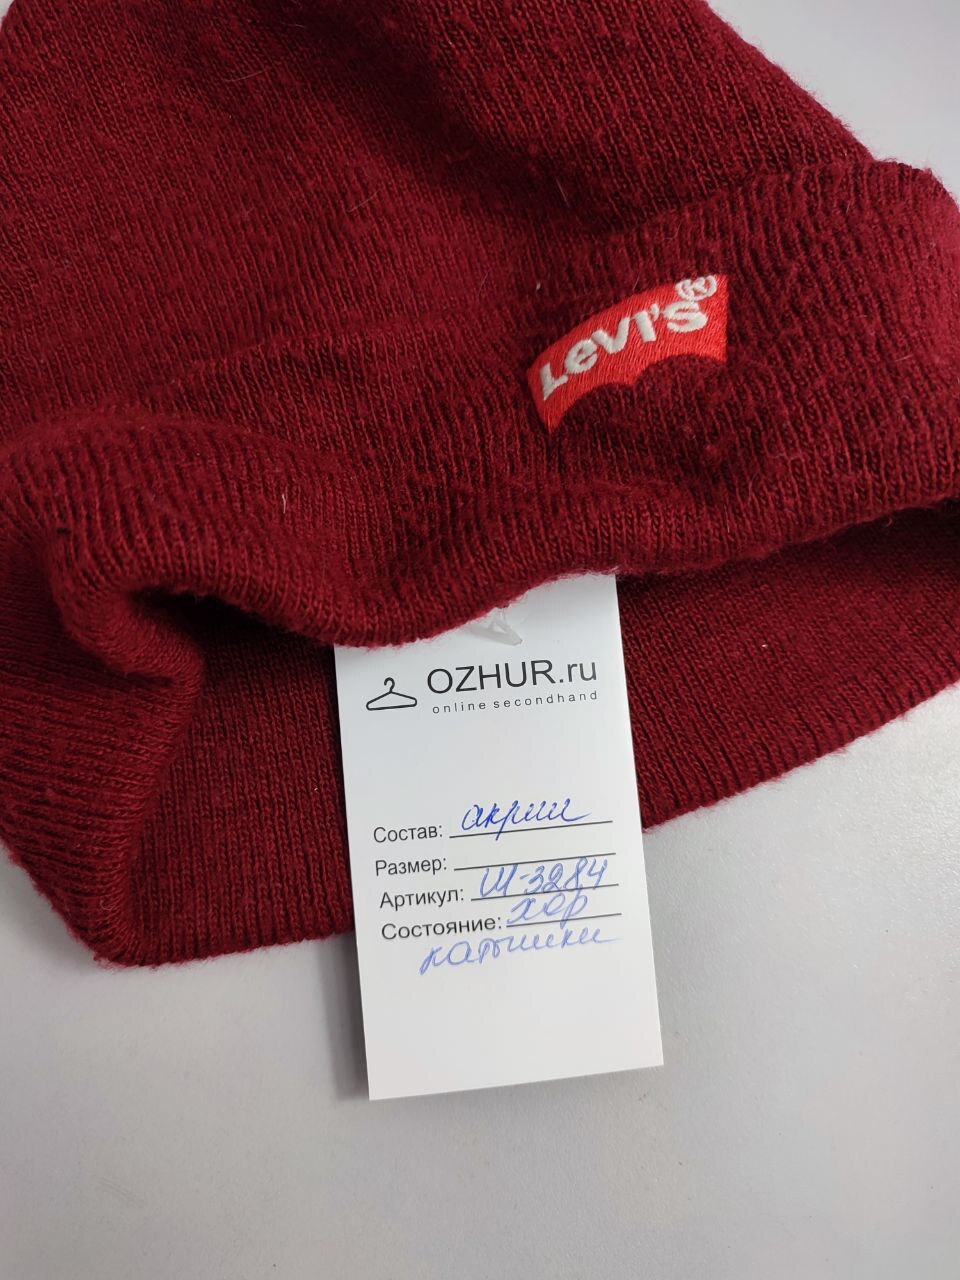 Levi's®
OZHUR.ru
online secondhand
Состав: акрил
Размер:
Артикул: Ш-3284
Состояние: хор
катышки